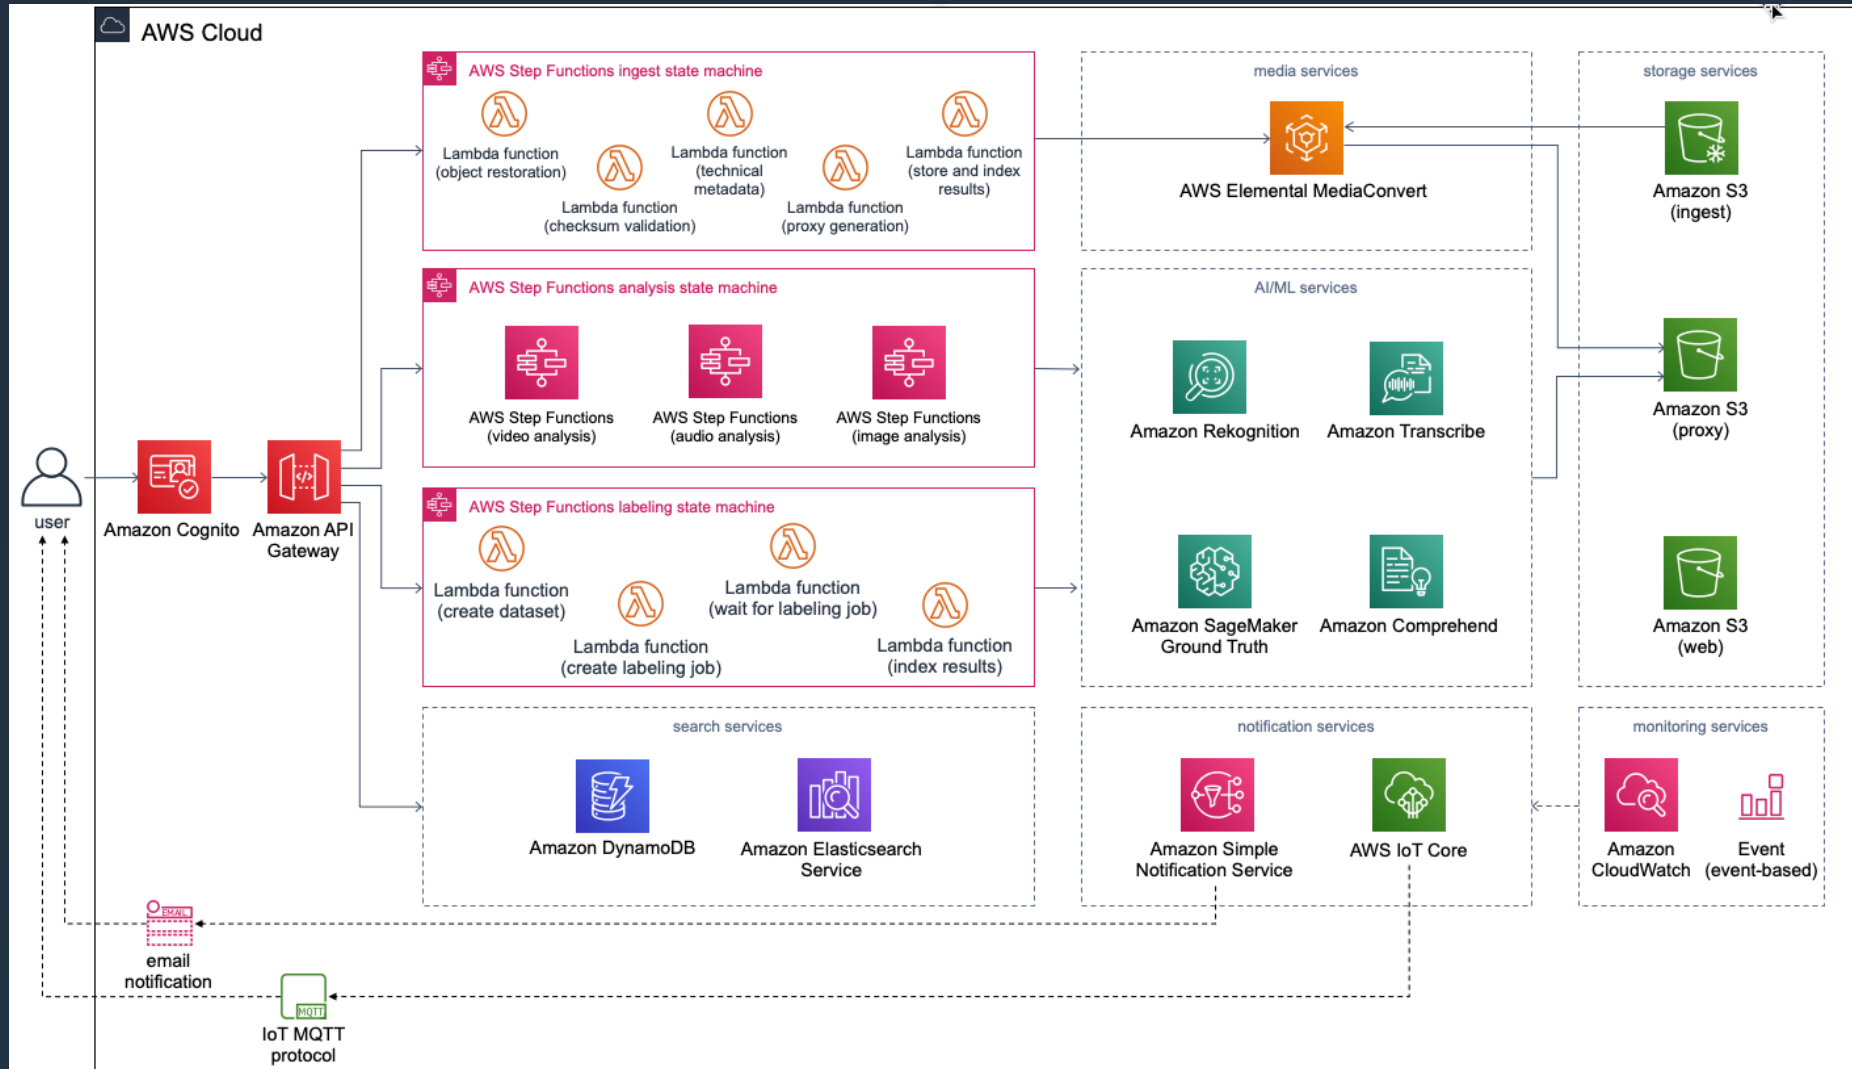 AWS Cloud
AWS Step Functions ingest state machine
Lambda function
(object restoration)
Lambda function
(checksum validation)
Lambda function
(technical
metadata)
Lambda function
(proxy generation)
Lambda function
(store and index
results)
media services
AWS Elemental MediaConvert
storage services
Amazon S3
(ingest)
Amazon S3
(proxy)
Amazon S3
(web)
AWS Step Functions analysis state machine
AWS Step Functions
(video analysis)
AWS Step Functions
(audio analysis)
AWS Step Functions
(image analysis)
AI/ML services
Amazon Rekognition
Amazon Transcribe
Amazon SageMaker
Ground Truth
Amazon Comprehend
user
Amazon Cognito
Amazon API
Gateway
AWS Step Functions labeling state machine
Lambda function
(create dataset)
Lambda function
(create labeling job)
Lambda function
(wait for labeling job)
Lambda function
(index results)
search services
Amazon DynamoDB
Amazon Elasticsearch
Service
notification services
Amazon Simple
Notification Service
AWS IoT Core
monitoring services
Amazon
CloudWatch
Event
(event-based)
EMAIL
email
notification
MQTT
IoT MQTT
protocol